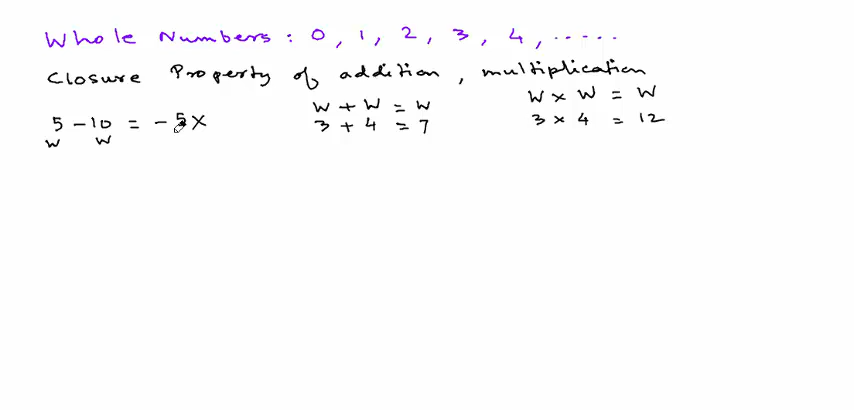 Whole Numbers : 0, 1, 2, 3, 4, .....
Closure Property of addition, multiplication
W + W = W
W × W = W
5 - 10 = - 5 ×
3 + 4 = 7
3 × 4 = 12
W W